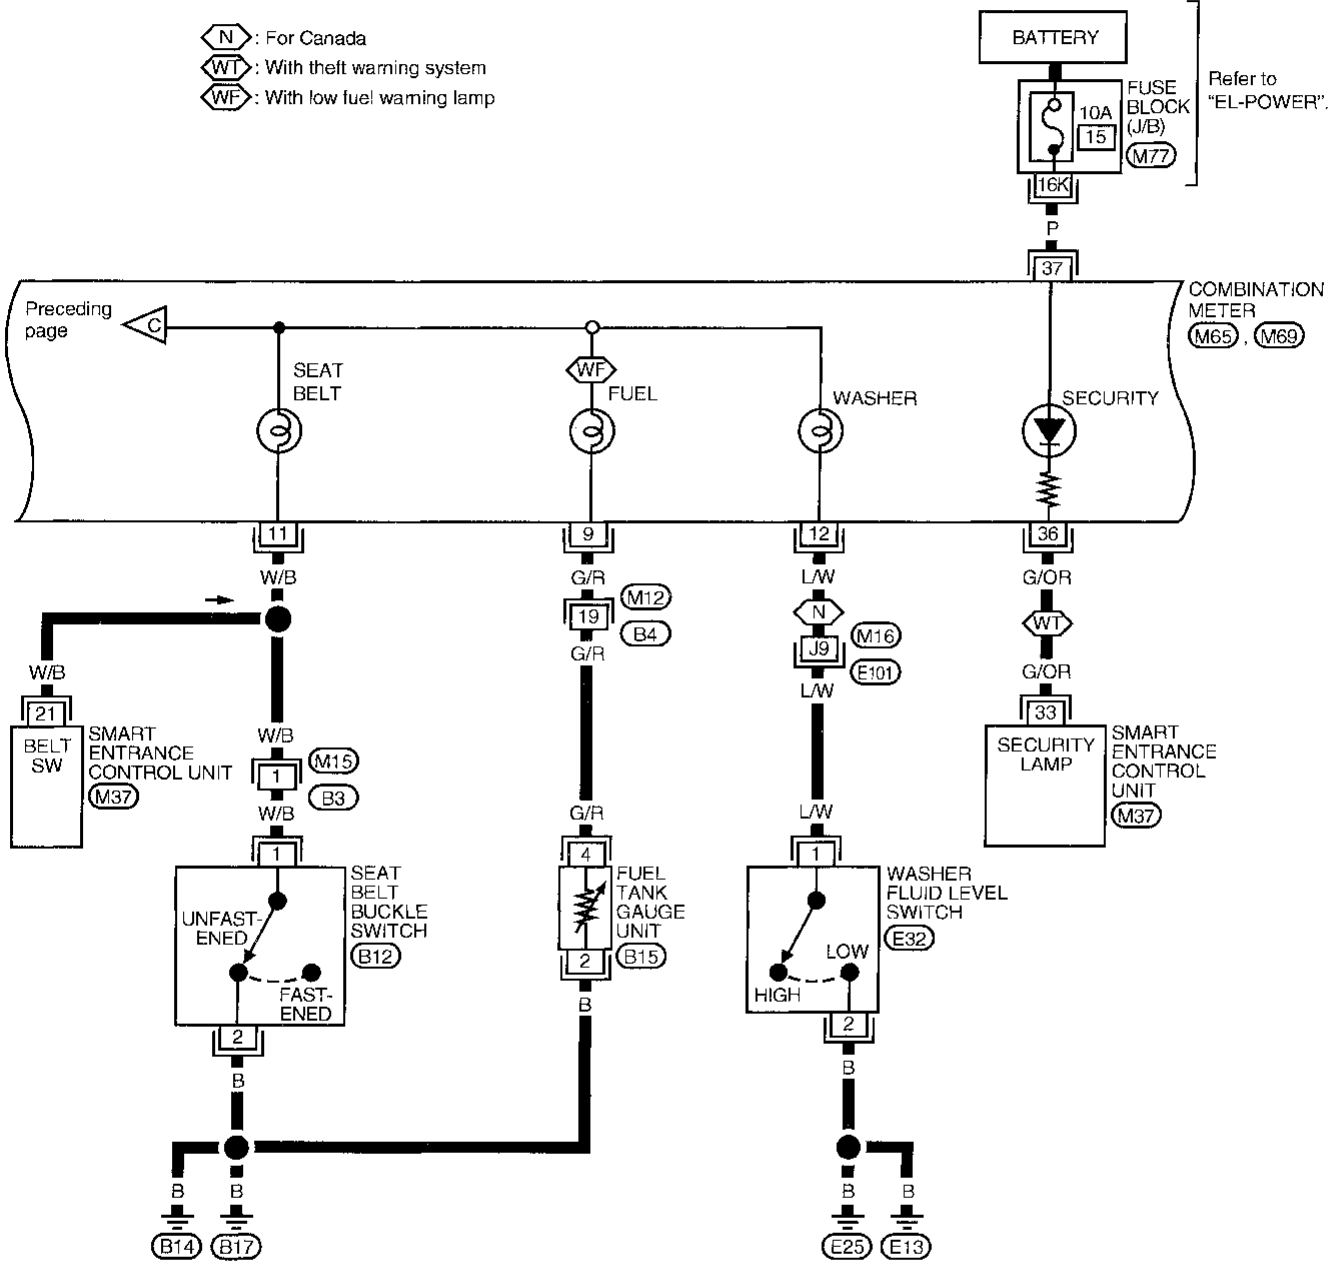 N : For Canada
WT : With theft warning system
WF : With low fuel warning lamp
BATTERY
FUSE
BLOCK
(J/B)
M77
10A
15
16K
Refer to
"EL-POWER".
P
37
COMBINATION
METER
M65 , M69
Preceding
page
C
SEAT
BELT
WF
FUEL
WASHER
SECURITY
11
9
12
36
W/B
G/R
L/W
G/OR
19
M12
B4
G/R
N
J9
M16
E101
L/W
WT
G/OR
W/B
21
BELT
SW
SMART
ENTRANCE
CONTROL UNIT
M37
W/B
1
M15
B3
W/B
G/R
L/W
33
SECURITY
LAMP
SMART
ENTRANCE
CONTROL
UNIT
M37
1
UNFAST-
ENED
FAST-
ENED
SEAT
BELT
BUCKLE
SWITCH
B12
2
4
FUEL
TANK
GAUGE
UNIT
B15
2
1
HIGH
LOW
WASHER
FLUID LEVEL
SWITCH
E32
2
B
B
B
B
B
B
B
B14
B17
E25
E13